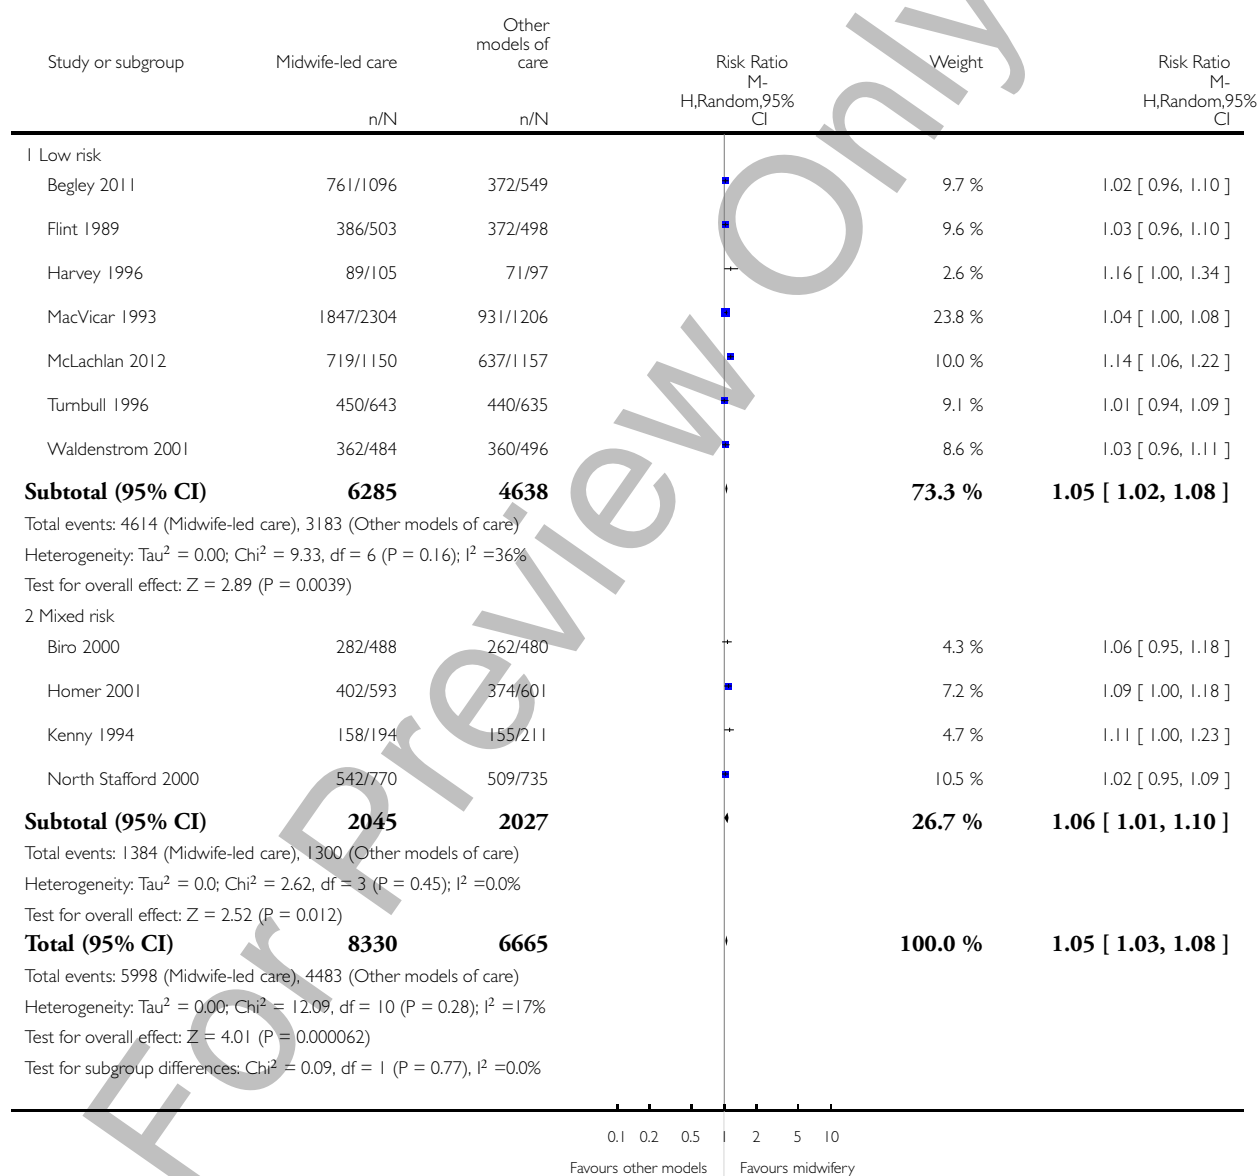 Study or subgroup Midwife-led care Other models of care Risk Ratio Weight Risk Ratio
n/N n/N M-H,Random,95% CI M-H,Random,95% CI
1 Low risk
Begley 2011 761/1096 372/549 9.7 % 1.02 [ 0.96, 1.10 ]
Flint 1989 386/503 372/498 9.6 % 1.03 [ 0.96, 1.10 ]
Harvey 1996 89/105 71/97 2.6 % 1.16 [ 1.00, 1.34 ]
MacVicar 1993 1847/2304 931/1206 23.8 % 1.04 [ 1.00, 1.08 ]
McLachlan 2012 719/1150 637/1157 10.0 % 1.14 [ 1.06, 1.22 ]
Turnbull 1996 450/643 440/635 9.1 % 1.01 [ 0.94, 1.09 ]
Waldenstrom 2001 362/484 360/496 8.6 % 1.03 [ 0.96, 1.11 ]
Subtotal (95% CI) 6285 4638 73.3 % 1.05 [ 1.02, 1.08 ]
Total events: 4614 (Midwife-led care), 3183 (Other models of care)
Heterogeneity: Tau² = 0.00; Chi² = 9.33, df = 6 (P = 0.16); I² =36%
Test for overall effect: Z = 2.89 (P = 0.0039)
2 Mixed risk
Biro 2000 282/488 262/480 4.3 % 1.06 [ 0.95, 1.18 ]
Homer 2001 402/593 374/601 7.2 % 1.09 [ 1.00, 1.18 ]
Kenny 1994 158/194 155/211 4.7 % 1.11 [ 1.00, 1.23 ]
North Stafford 2000 542/770 509/735 10.5 % 1.02 [ 0.95, 1.09 ]
Subtotal (95% CI) 2045 2027 26.7 % 1.06 [ 1.01, 1.10 ]
Total events: 1384 (Midwife-led care), 1300 (Other models of care)
Heterogeneity: Tau² = 0.0; Chi² = 2.62, df = 3 (P = 0.45); I² =0.0%
Test for overall effect: Z = 2.52 (P = 0.012)
Total (95% CI) 8330 6665 100.0 % 1.05 [ 1.03, 1.08 ]
Total events: 5998 (Midwife-led care), 4483 (Other models of care)
Heterogeneity: Tau² = 0.00; Chi² = 12.09, df = 10 (P = 0.28); I² =17%
Test for overall effect: Z = 4.01 (P = 0.000062)
Test for subgroup differences: Chi² = 0.09, df = 1 (P = 0.77), I² =0.0%
0.1 0.2 0.5 1 2 5 10
Favours other models Favours midwifery
For Preview Only